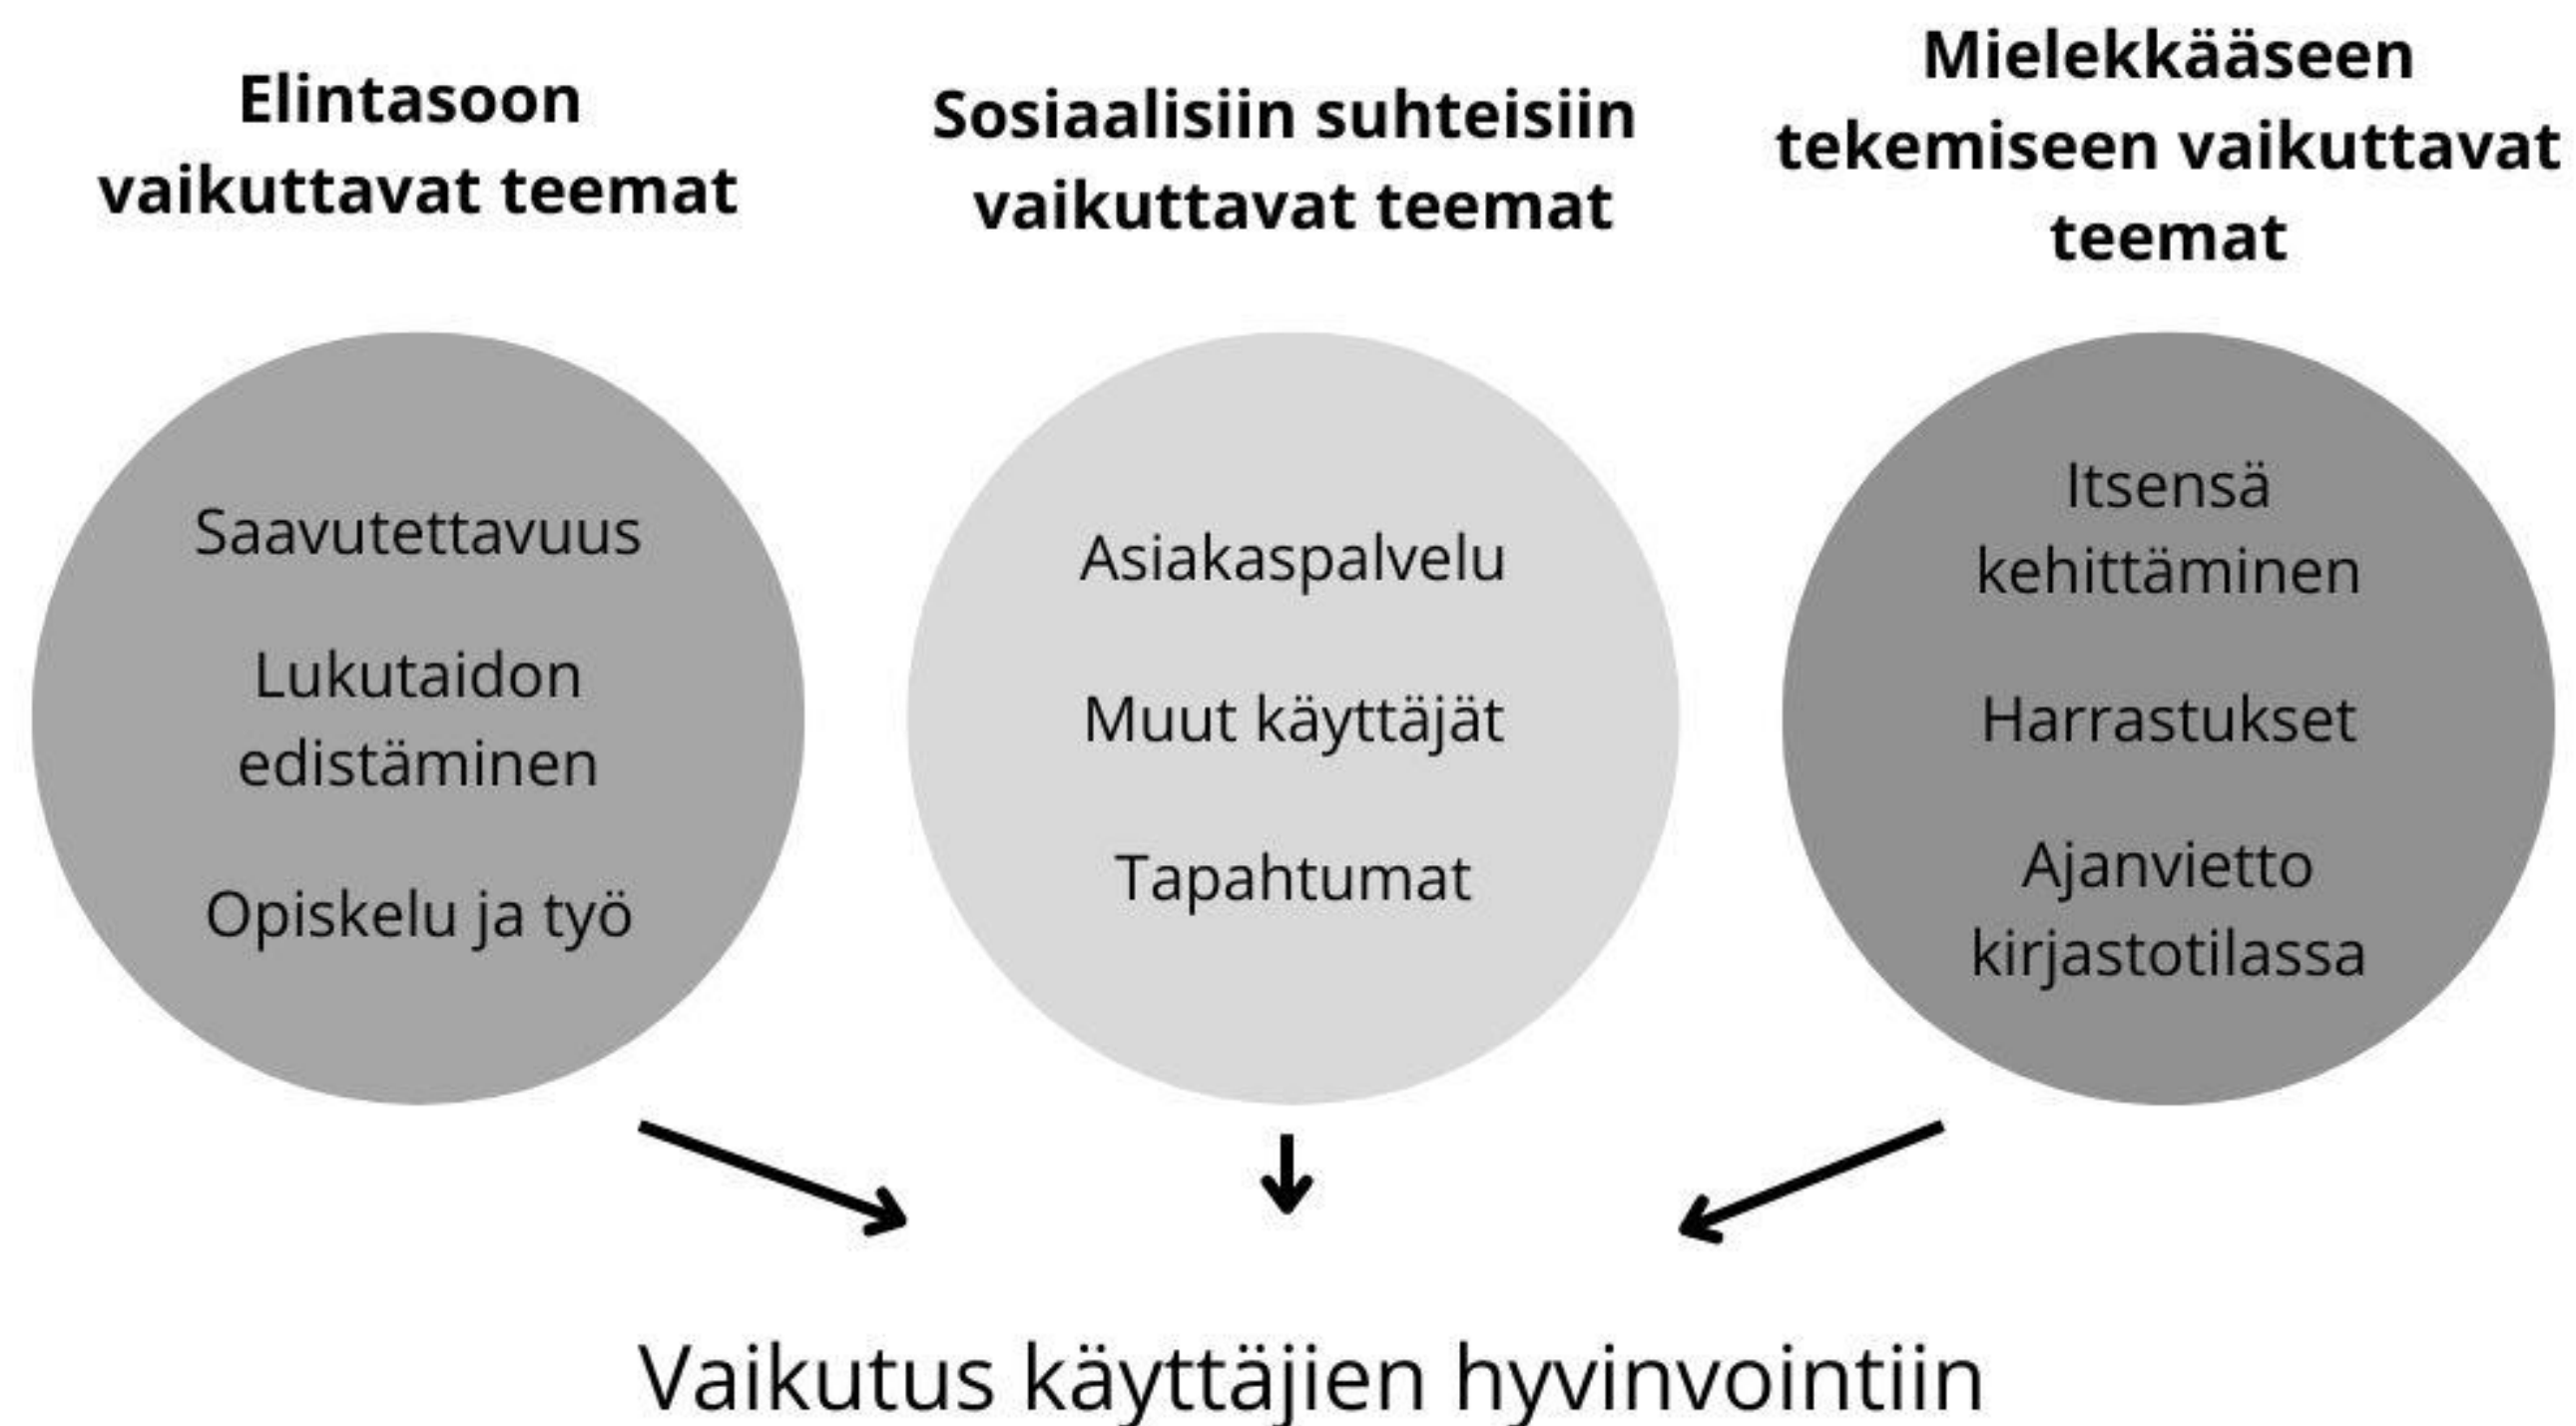 Elintasoon
vaikuttavat teemat
Sosiaalisiin suhteisiin
vaikuttavat teemat
Mielekkääseen
tekemiseen vaikuttavat
teemat
Saavutettavuus
Lukutaidon
edistäminen
Opiskelu ja työ
Asiakaspalvelu
Muut käyttäjät
Tapahtumat
Itsensä
kehittäminen
Harrastukset
Ajanvietto
kirjastotilassa
Vaikutus käyttäjien hyvinvointiin